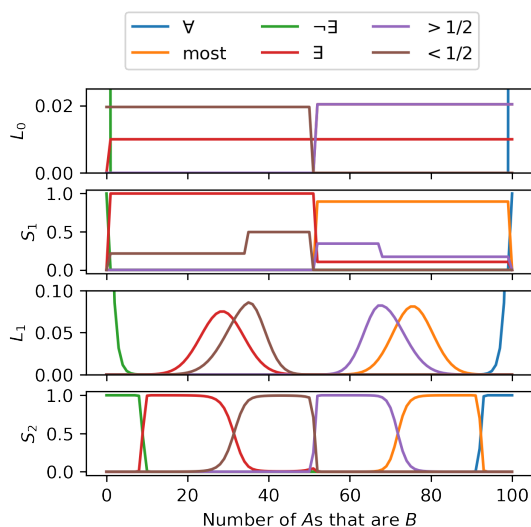 ∀ ¬∃ > 1/2
most ∃ < 1/2
0.02
0.00
L₀
1.0
0.5
0.0
S₁
0.10
0.05
0.00
L₁
1.0
0.5
0.0
S₂
0 20 40 60 80 100
Number of As that are B